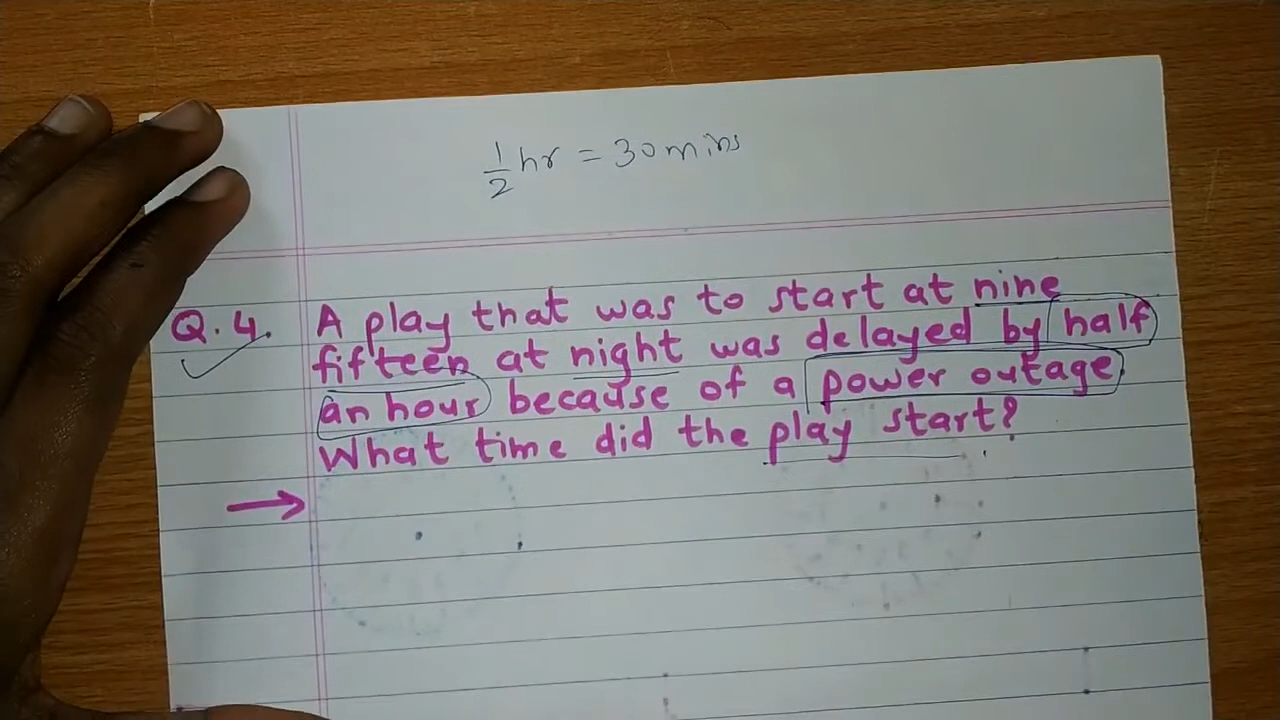 1/2 hr = 30 mins
Q.4. A play that was to start at nine
fifteen at night was delayed by half
an hour because of a power outage
What time did the play start?
→